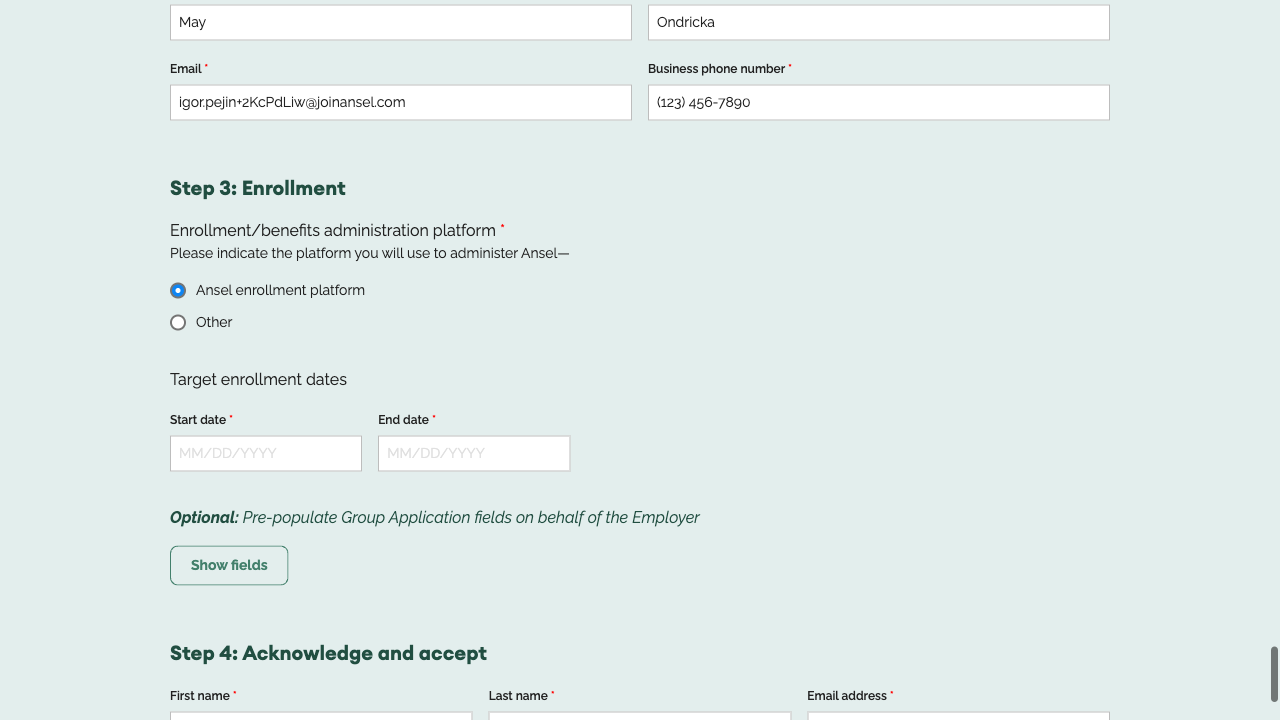 May
Ondricka
Email *
Business phone number *
igor.pejin+2KcPdLiw@joinansel.com
(123) 456-7890
Step 3: Enrollment
Enrollment/benefits administration platform *
Please indicate the platform you will use to administer Ansel—
Ansel enrollment platform
Other
Target enrollment dates
Start date *
End date *
MM/DD/YYYY
MM/DD/YYYY
Optional: Pre-populate Group Application fields on behalf of the Employer
Show fields
Step 4: Acknowledge and accept
First name *
Last name *
Email address *